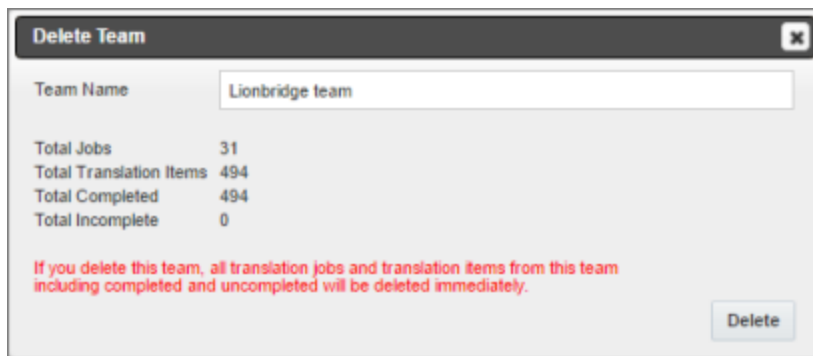 Delete Team
Team Name Lionbridge team
Total Jobs 31
Total Translation Items 494
Total Completed 494
Total Incomplete 0
If you delete this team, all translation jobs and translation items from this team
including completed and uncompleted will be deleted immediately.
Delete